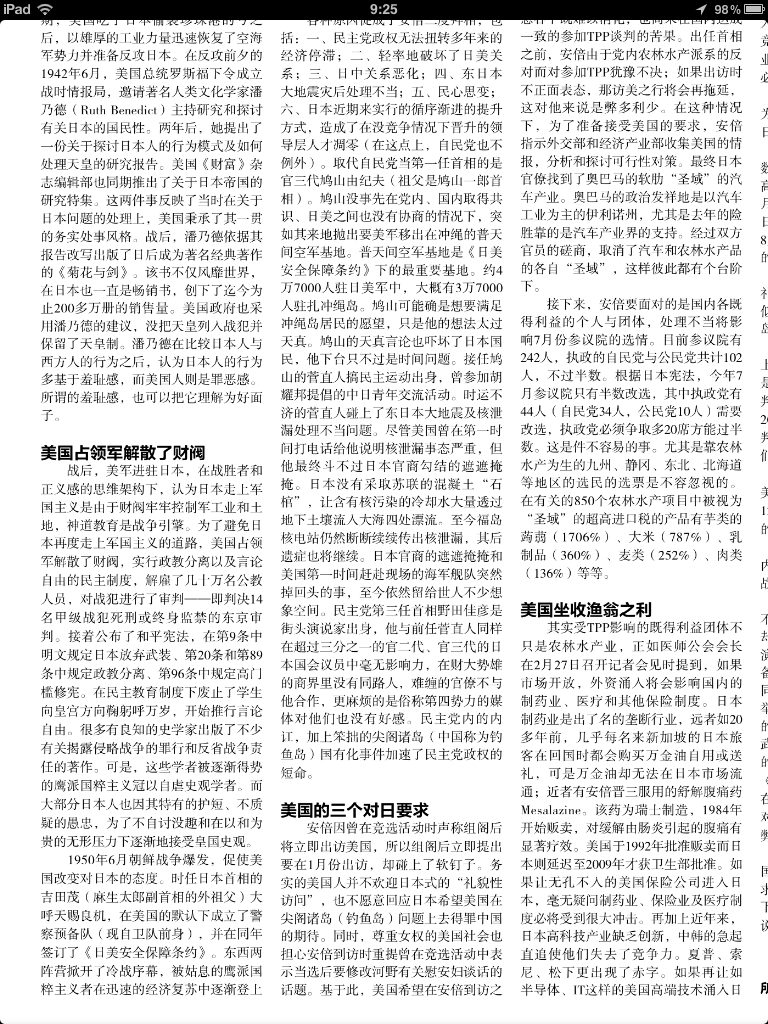 iPad
9:25
98%
期，美国吃了日本偷袭珍珠港的亏之
后，以雄厚的工业力量迅速恢复了空海
军势力并准备反攻日本。在反攻前夕的
1942年6月，美国总统罗斯福下令成立
战时情报局，邀请著名人类文化学家潘
乃德（Ruth Benedict）主持研究和探讨
有关日本的国民性。两年后，她提出了
一份关于探讨日本人的行为模式及如何
处理天皇的研究报告。美国《财富》杂
志编辑部也同期推出了关于日本帝国的
研究特集。这两件事反映了当时在关于
日本问题的处理上，美国秉承了其一贯
的务实处事风格。战后，潘乃德依据其
报告改写出版了日后成为著名经典著作
的《菊花与剑》。该书不仅风靡世界，
在日本也一直是畅销书，创下了迄今为
止200多万册的销售量。美国政府也采
用潘乃德的建议，没把天皇列入战犯并
保留了天皇制。潘乃德在比较日本人与
西方人的行为之后，认为日本人的行为
多基于羞耻感，而美国人则是罪恶感。
所谓的羞耻感，也可以把它理解为好面
子。
美国占领军解散了财阀
战后，美军进驻日本，在战胜者和
正义感的思维架构下，认为日本走上军
国主义是由于财阀牢牢控制军工业和土
地，神道教育是战争引擎。为了避免日
本再度走上军国主义的道路，美国占领
军解散了财阀，实行政教分离以及言论
自由的民主制度，解雇了几十万名公教
人员，对战犯进行了审判——即判决14
名甲级战犯死刑或终身监禁的东京审
判。接着公布了和平宪法，在第9条中
明文规定日本放弃武装、第20条和第89
条中规定政教分离、第96条中规定高门
槛修宪。在民主教育制度下废止了学生
向皇宫方向鞠躬呼万岁，开始推行言论
自由。很多有良知的史学家出版了不少
有关揭露侵略战争的罪行和反省战争责
任的著作。可是，这些学者被逐渐得势
的鹰派国粹主义冠以自虐史观学者。而
大部分日本人也因其特有的护短、不质
疑的愚忠，为了不自讨没趣和在以和为
贵的无形压力下逐渐地接受皇国史观。
1950年6月朝鲜战争爆发，促使美
国改变对日本的态度。时任日本首相的
吉田茂（麻生太郎副首相的外祖父）大
呼天赐良机，在美国的默认下成立了警
察预备队（现自卫队前身），并在同年
签订了《日美安全保障条约》。东西两
阵营掀开了冷战序幕，被姑息的鹰派国
粹主义者在迅速的经济复苏中逐渐登上
各种原因促成了安倍二度拜相，包
括：一、民主党政权无法扭转多年来的
经济停滞；二、轻率地破坏了日美关
系；三、日中关系恶化；四、东日本
大地震灾后处理不当；五、民心思变；
六、日本近期来实行的循序渐进的提升
方式，造成了在没竞争情况下晋升的领
导层人才凋零（在这点上，自民党也不
例外）。取代自民党当第一任首相的是
官三代鸠山由纪夫（祖父是鸠山一郎首
相）。鸠山没事先在党内、国内取得共
识、日美之间也没有协商的情况下，突
如其来地抛出要美军移出在冲绳的普天
间空军基地。普天间空军基地是《日美
安全保障条约》下的最重要基地。约4
万7000人驻日美军中，大概有3万7000
人驻扎冲绳岛。鸠山可能确是想要满足
冲绳岛居民的愿望，只是他的想法太过
天真。鸠山的天真言论也吓坏了日本国
民，他下台只不过是时间问题。接任鸠
山的菅直人搞民主运动出身，曾参加胡
耀邦提倡的中日青年交流活动。时运不
济的菅直人碰上了东日本大地震及核泄
漏处理不当问题。尽管美国曾在第一时
间打电话给他说明核泄漏事态严重，但
他最终斗不过日本官商勾结的遮遮掩
掩。日本没有采取苏联的混凝土“石
棺”，让含有核污染的冷却水大量透过
地下土壤流入大海四处漂流。至今福岛
核电站仍然断断续续传出核泄漏，其后
遗症也将继续。日本官商的遮遮掩掩和
美国第一时间赶赴现场的海军舰队突然
掉回头的事，至今依然留给世人不少想
象空间。民主党第三任首相野田佳彦是
街头演说家出身，他与前任菅直人同样
在超过三分之一的官二代、官三代的日
本国会议员中毫无影响力，在财大势雄
的商界里没有同路人，难缠的官僚不与
他合作，更麻烦的是俗称第四势力的媒
体对他们也没有好感。民主党内的内
讧，加上笨拙的尖阁诸岛（中国称为钓
鱼岛）国有化事件加速了民主党政权的
短命。
美国的三个对日要求
安倍因曾在竞选活动时声称组阁后
将立即出访美国，所以组阁后立即提出
要在1月份出访，却碰上了软钉子。务
实的美国人并不欢迎日本式的“礼貌性
访问”，也不愿意回应日本希望美国在
尖阁诸岛（钓鱼岛）问题上去得罪中国
的期待。同时，尊重女权的美国社会也
担心安倍到访时重提曾在竞选活动中表
示当选后要修改河野有关慰安妇谈话的
话题。基于此，美国希望在安倍到访之
一致的参加TPP谈判的苦果。出任首相
之前，安倍由于党内农林水产派系的反
对而对参加TPP犹豫不决；如果出访时
不正面表态，那访美之行将会再拖延，
这对他来说是弊多利少。在这种情况
下，为了准备接受美国的要求，安倍
指示外交部和经济产业部收集美国的情
报，分析和探讨可行性对策。最终日本
官僚找到了奥巴马的软肋“圣域”的汽
车产业。奥巴马的政治发祥地是以汽车
工业为主的伊利诺州，尤其是去年的险
胜靠的是汽车产业界的支持。经过双方
官员的磋商，取消了汽车和农林水产品
的各自“圣域”，这样彼此都有个台阶
下。
接下来，安倍要面对的是国内各既
得利益的个人与团体，处理不当将影
响7月份参议院的选情。目前参议院有
242人，执政的自民党与公民党共计102
人，不过半数。根据日本宪法，今年7
月参议院只有半数改选，其中执政党有
44人（自民党34人，公民党10人）需要
改选，执政党必须争取多20席方能过半
数。这是件不容易的事。尤其是靠农林
水产为生的九州、静冈、东北、北海道
等地区的选民的选票是不容忽视的。
在有关的850个农林水产项目中被视为
“圣域”的超高进口税的产品有芋类的
蒟蒻（1706%）、大米（787%）、乳
制品（360%）、麦类（252%）、肉类
（136%）等等。
美国坐收渔翁之利
其实受TPP影响的既得利益团体不
只是农林水产业，正如医师公会会长
在2月27日召开记者会见时提到，如果
市场开放，外资涌入将会影响国内的
制药业、医疗和其他保险制度。日本
制药业是出了名的垄断行业，远者如20
多年前，几乎每名来新加坡的日本旅
客在回国时都会购买万金油自用或送
礼，可是万金油却无法在日本市场流
通；近者有安倍晋三服用的舒解腹痛药
Mesalazine。该药为瑞士制造，1984年
开始贩卖，对缓解由肠炎引起的腹痛有
显著疗效。美国于1992年批准贩卖而日
本则延迟至2009年才获卫生部批准。如
果让无孔不入的美国保险公司进入日
本，毫无疑问制药业、保险业及医疗制
度必将受到很大冲击。再加上近年来，
日本高科技产业缺乏创新，中韩的急起
直追使他们失去了竞争力。夏普、索
尼、松下更出现了赤字。如果再让如
半导体、IT这样的美国高端技术涌入日